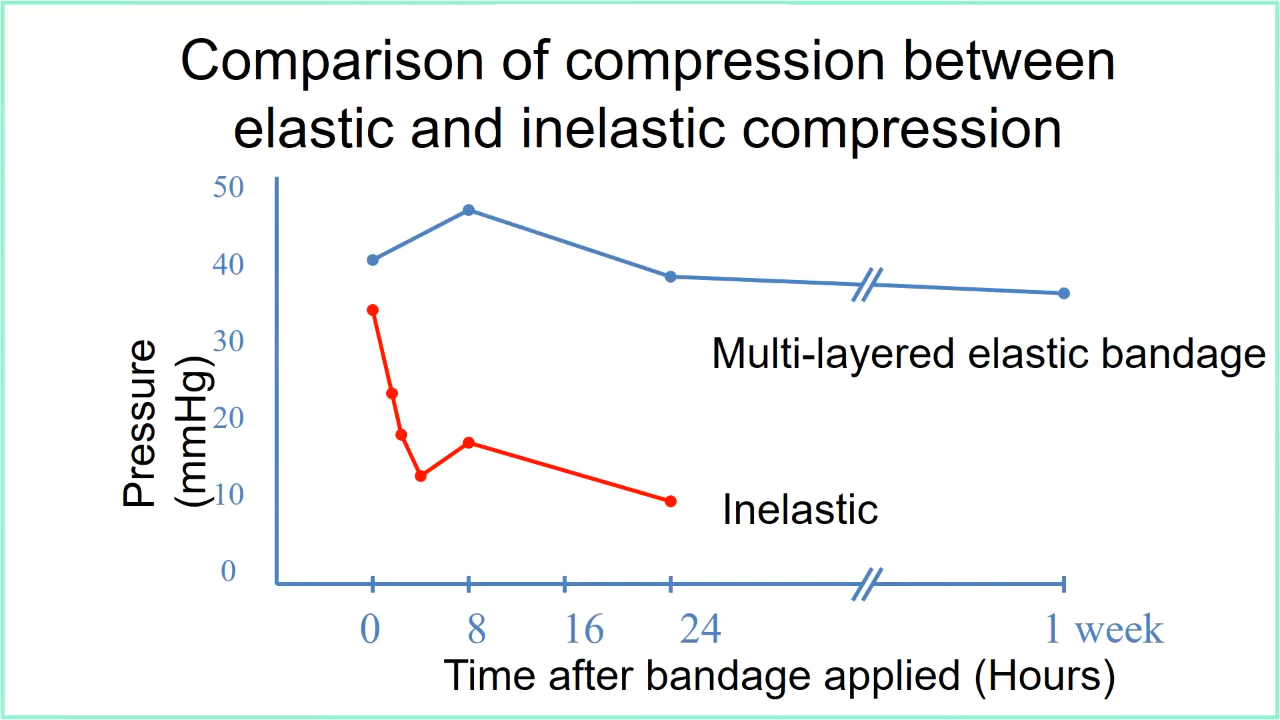 Comparison of compression between
elastic and inelastic compression
50
40
30
20
10
0
Pressure
(mmHg)
Multi-layered elastic bandage
Inelastic
0 8 16 24 1 week
Time after bandage applied (Hours)